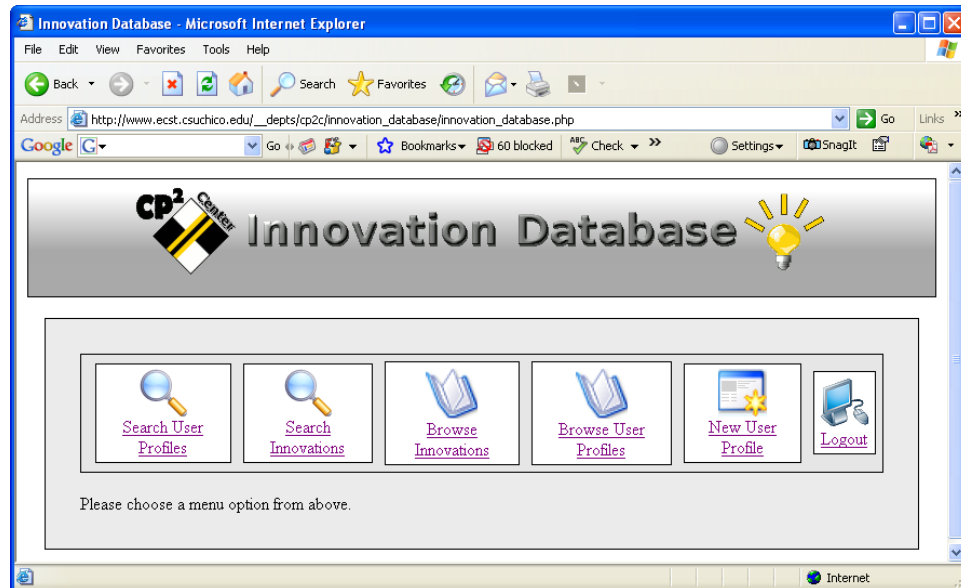 Innovation Database - Microsoft Internet Explorer
File Edit View Favorites Tools Help
Back Search Favorites
Address http://www.ecst.csuchico.edu/__depts/cp2c/innovation_database/innovation_database.php Go Links »
Google G Go Bookmarks 60 blocked ABC Check » Settings SnagIt
CP2 Center Innovation Database
Search User Profiles
Search Innovations
Browse Innovations
Browse User Profiles
New User Profile
Logout
Please choose a menu option from above.
Internet